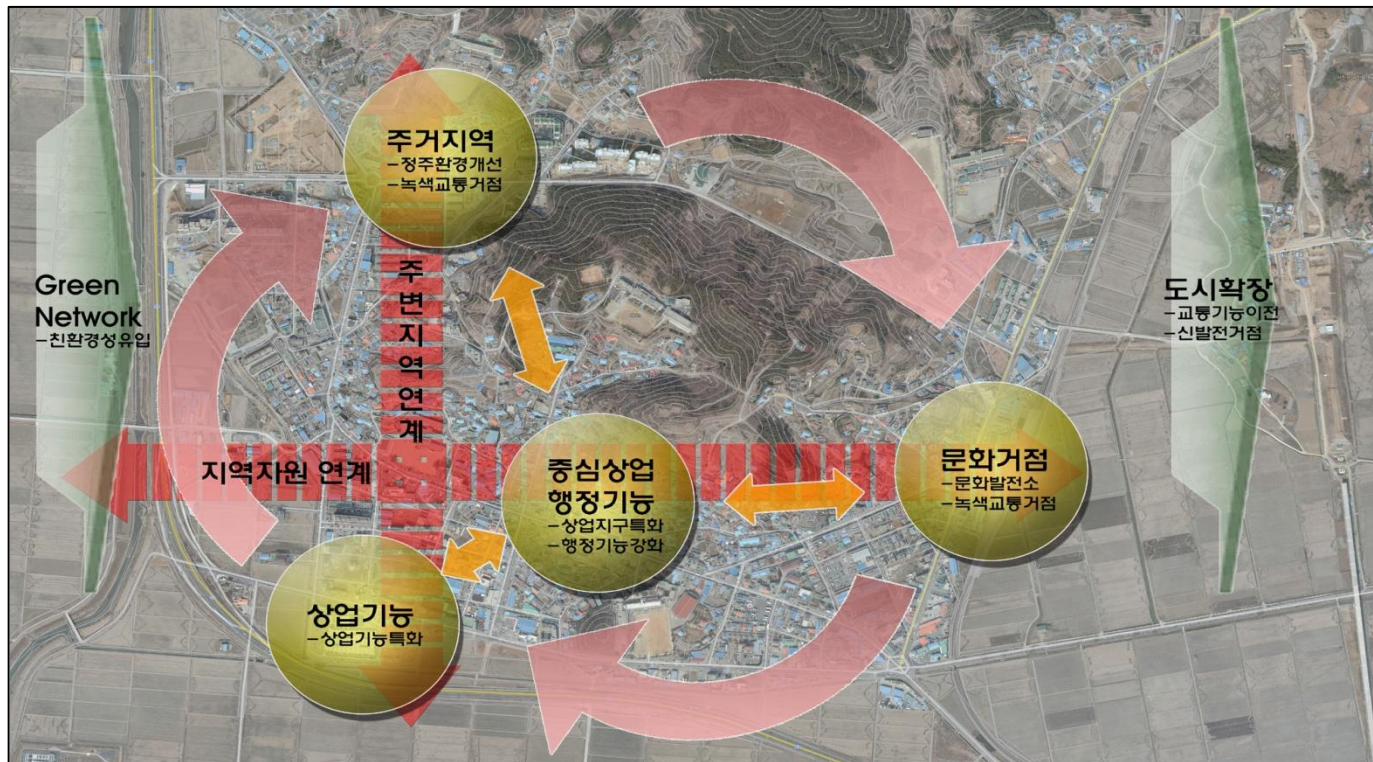 주거지역
-정주환경개선
-녹색교통거점
주변지역연계
Green
Network
-친환경성유입
도시확장
-교통기능이전
-신발전거점
지역자원 연계
중심상업
행정기능
-상업지구특화
-행정기능강화
문화거점
-문화발전소
-녹색교통거점
상업기능
-상업기능특화